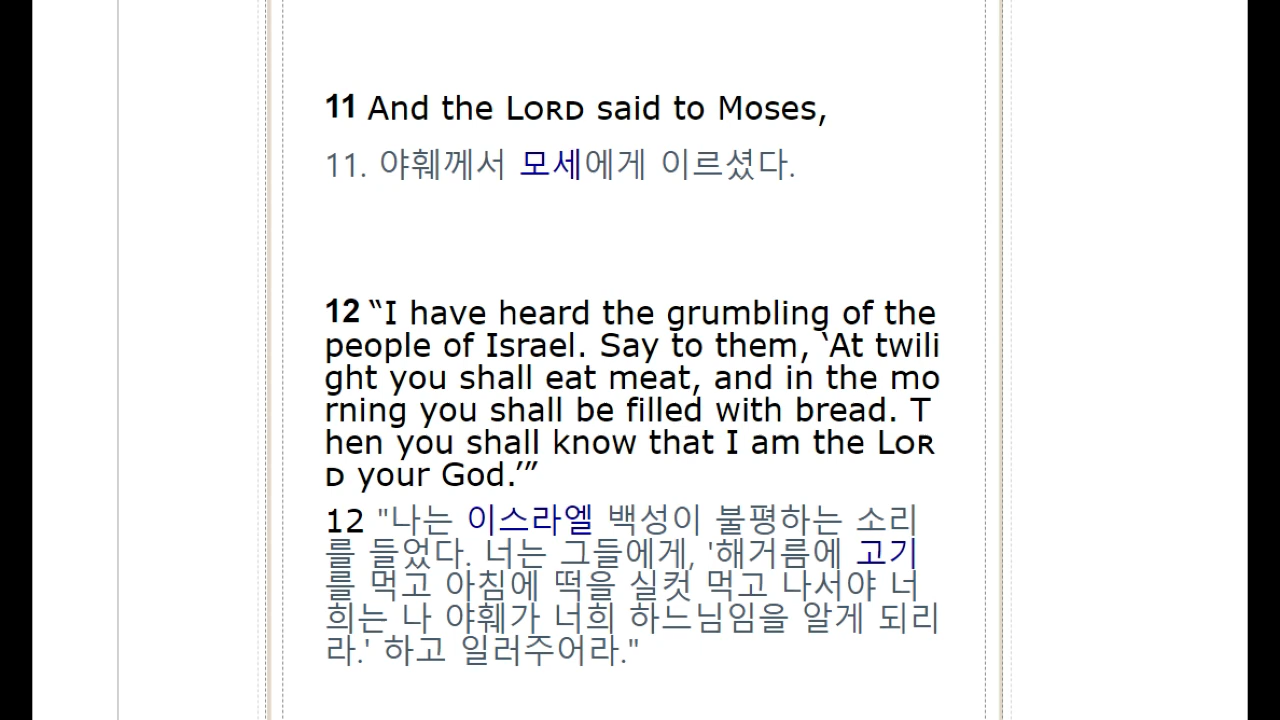 11 And the LORD said to Moses,
11. 야훼께서 모세에게 이르셨다.
12 “I have heard the grumbling of the
people of Israel. Say to them, ‘At twili
ght you shall eat meat, and in the mo
rning you shall be filled with bread. T
hen you shall know that I am the LOR
D your God.’”
12 "나는 이스라엘 백성이 불평하는 소리
를 들었다. 너는 그들에게, '해거름에 고기
를 먹고 아침에 떡을 실컷 먹고 나서야 너
희는 나 야훼가 너희 하느님임을 알게 되리
라.' 하고 일러주어라."